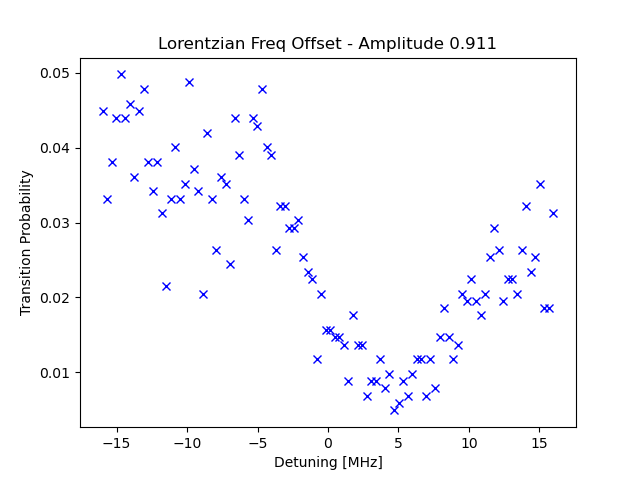 Lorentzian Freq Offset - Amplitude 0.911
Transition Probability
0.05
0.04
0.03
0.02
0.01
−15 −10 −5 0 5 10 15
Detuning [MHz]